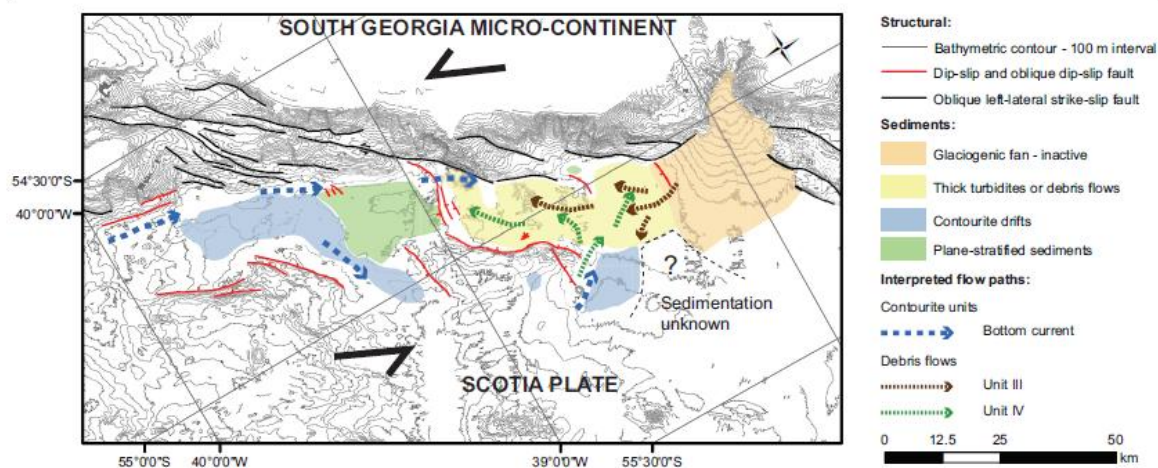 SOUTH GEORGIA MICRO-CONTINENT
54°30'0"S
40°0'0"W
?
Sedimentation
unknown
SCOTIA PLATE
55°0'0"S
40°0'0"W
39°0'0"W
55°30'0"S
Structural:
Bathymetric contour - 100 m interval
Dip-slip and oblique dip-slip fault
Oblique left-lateral strike-slip fault
Sediments:
Glaciogenic fan - inactive
Thick turbidites or debris flows
Contourite drifts
Plane-stratified sediments
Interpreted flow paths:
Contourite units
Bottom current
Debris flows
Unit III
Unit IV
0 12.5 25 50
km